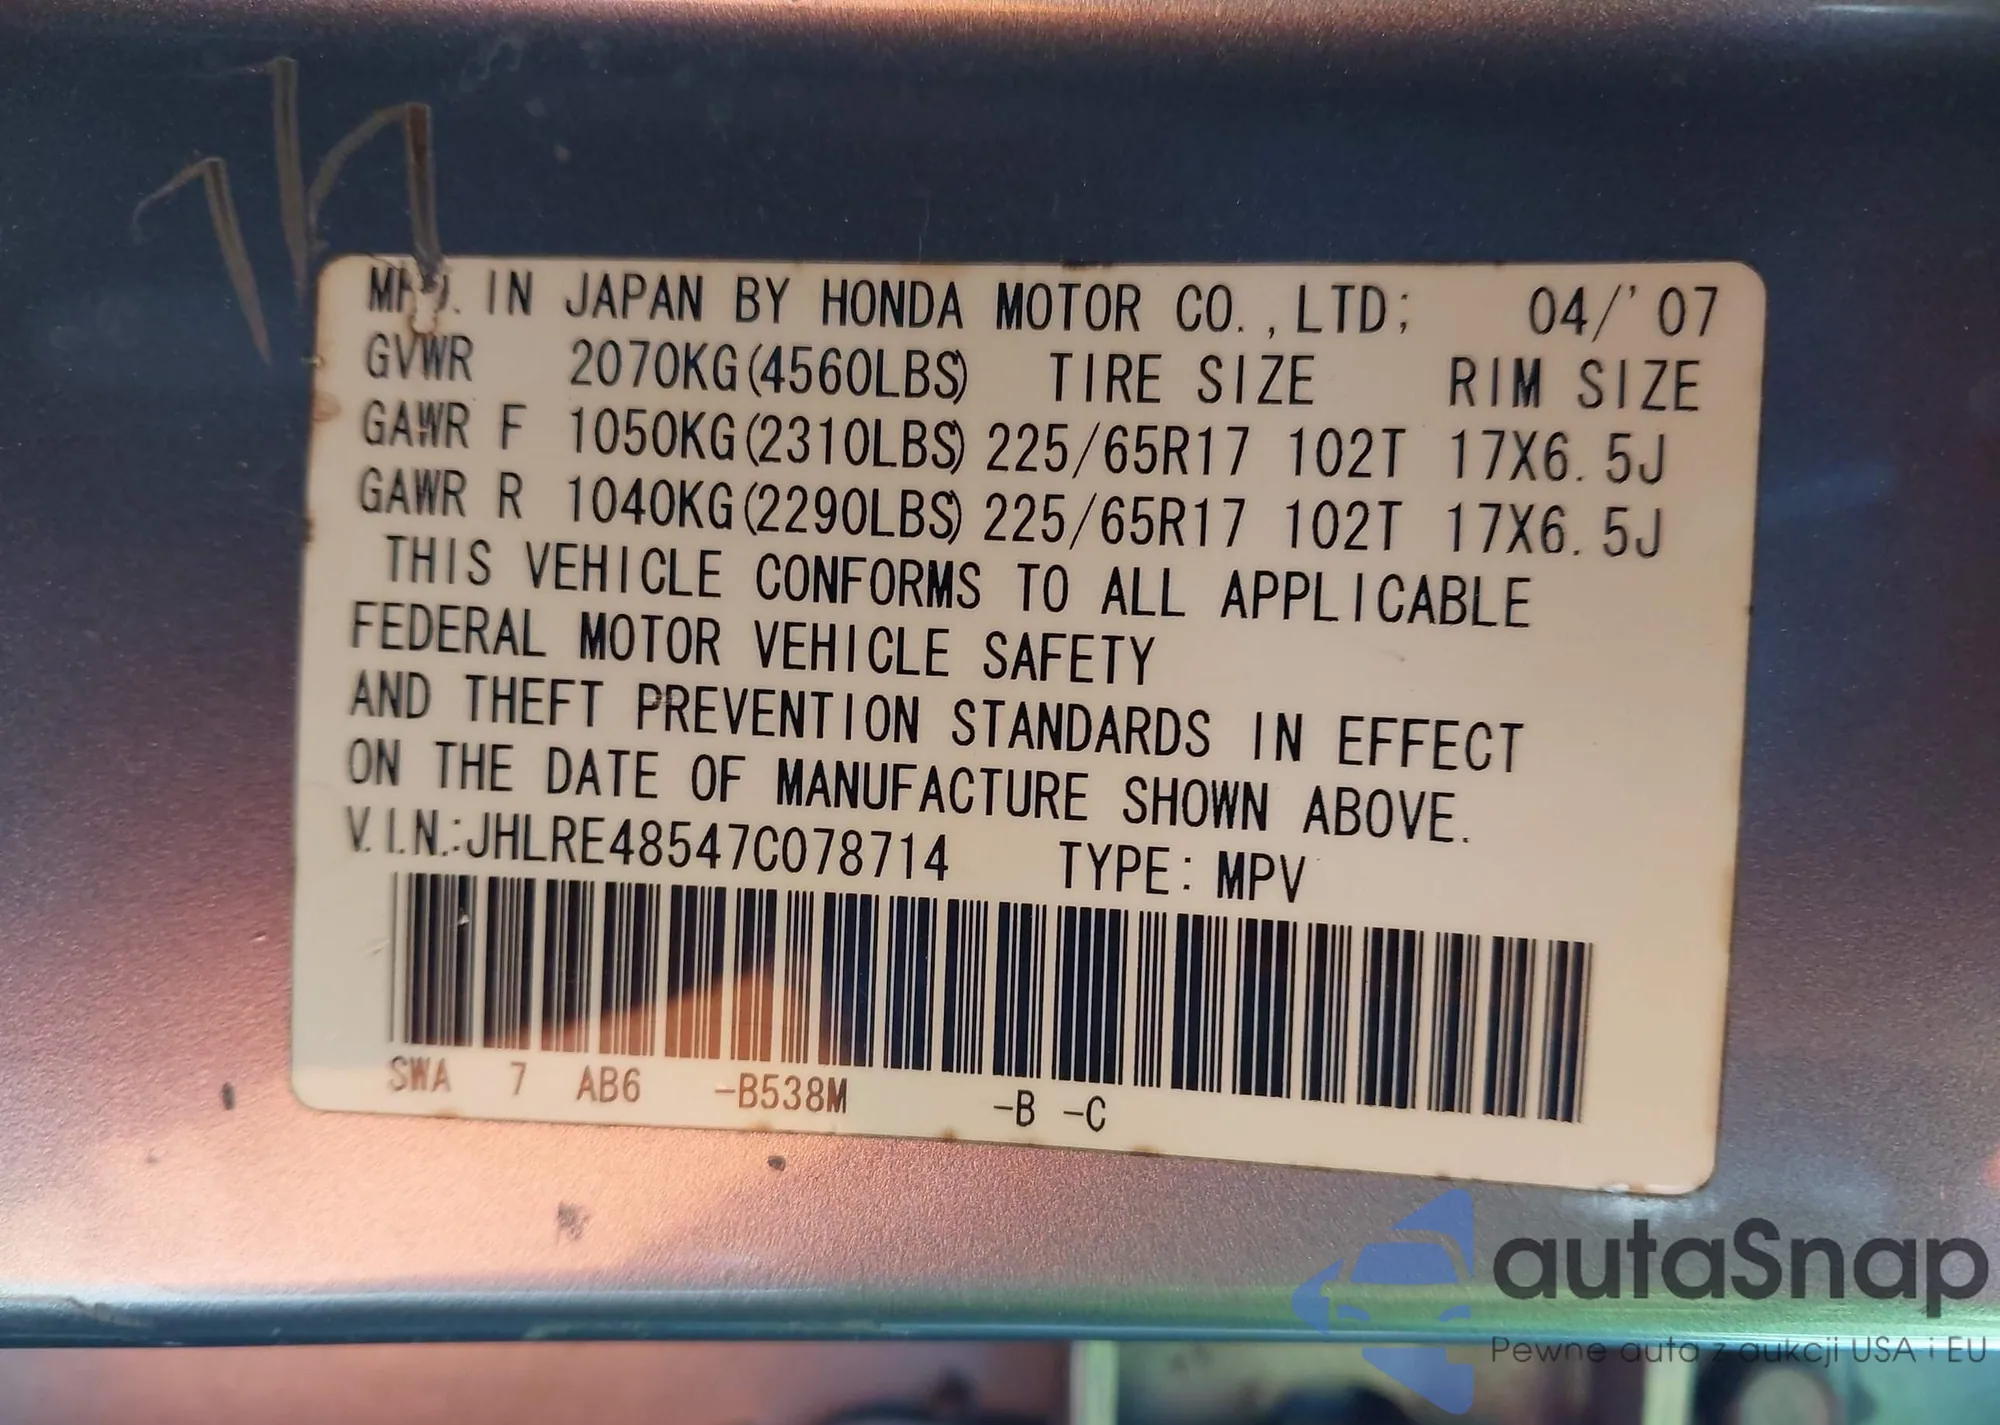 MFD. IN JAPAN BY HONDA MOTOR CO.,LTD; 04/'07
GVWR 2070KG(4560LBS) TIRE SIZE RIM SIZE
GAWR F 1050KG(2310LBS) 225/65R17 102T 17X6.5J
GAWR R 1040KG(2290LBS) 225/65R17 102T 17X6.5J
THIS VEHICLE CONFORMS TO ALL APPLICABLE
FEDERAL MOTOR VEHICLE SAFETY
AND THEFT PREVENTION STANDARDS IN EFFECT
ON THE DATE OF MANUFACTURE SHOWN ABOVE.
V.I.N.:JHLRE48547C078714 TYPE: MPV
SWA 7 AB6 -B538M -B -C
autaSnap
Pewne auta z aukcji USA i EU